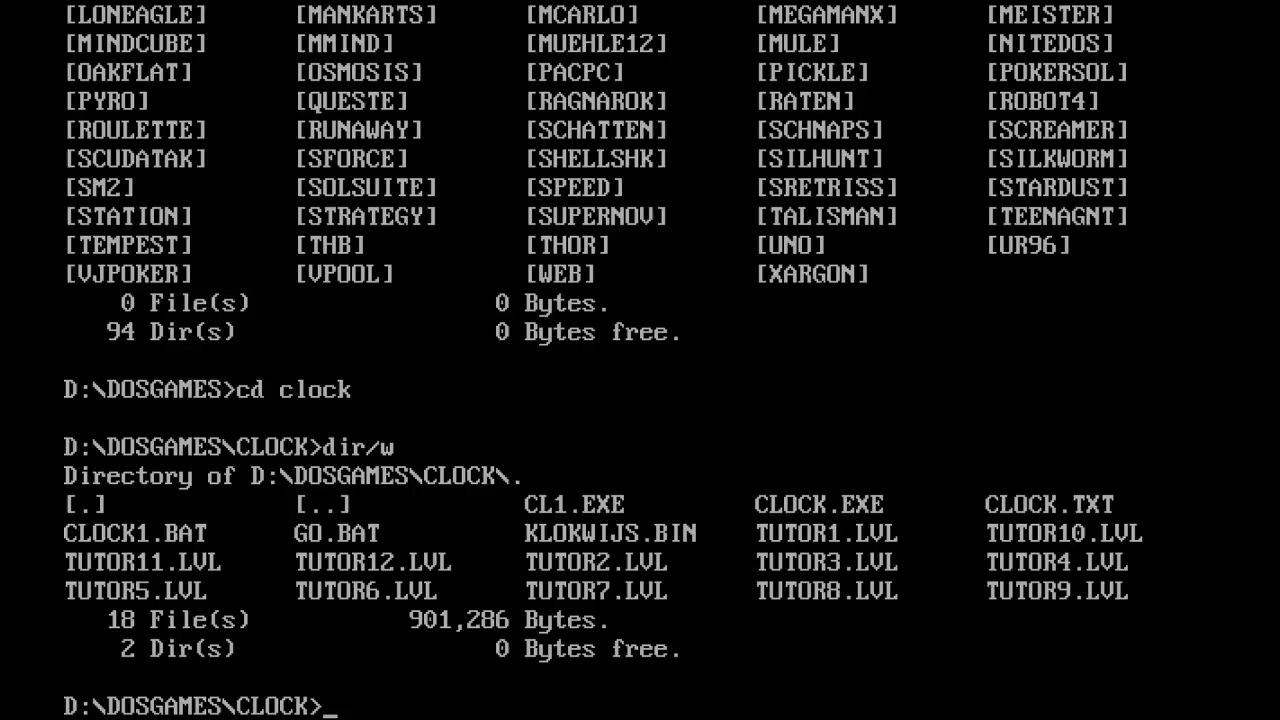 [LONEAGLE] [MANKARTS] [MCARLO] [MEGAMANX] [MEISTER]
[MINDCUBE] [MMIND] [MUEHLE12] [MULE] [NITEDOS]
[OAKFLAT] [OSMOSIS] [PACPC] [PICKLE] [POKERSOL]
[PYRO] [QUESTE] [RAGNAROK] [RATEN] [ROBOT4]
[ROULETTE] [RUNAWAY] [SCHATTEN] [SCHNAPS] [SCREAMER]
[SCUDATAK] [SFORCE] [SHELLSHK] [SILHUNT] [SILKWORM]
[SM2] [SOLSUITE] [SPEED] [SRETRISS] [STARDUST]
[STATION] [STRATEGY] [SUPERNOV] [TALISMAN] [TEENAGNT]
[TEMPEST] [THB] [THOR] [UNO] [UR96]
[VJPOKER] [VPOOL] [WEB] [XARGON]
0 File(s) 0 Bytes.
94 Dir(s) 0 Bytes free.
D:\DOSGAMES>cd clock
D:\DOSGAMES\CLOCK>dir/w
Directory of D:\DOSGAMES\CLOCK\.
[.] [..] CL1.EXE CLOCK.EXE CLOCK.TXT
CLOCK1.BAT GO.BAT KLOKWIJS.BIN TUTOR1.LVL TUTOR10.LVL
TUTOR11.LVL TUTOR12.LVL TUTOR2.LVL TUTOR3.LVL TUTOR4.LVL
TUTOR5.LVL TUTOR6.LVL TUTOR7.LVL TUTOR8.LVL TUTOR9.LVL
18 File(s) 901,286 Bytes.
2 Dir(s) 0 Bytes free.
D:\DOSGAMES\CLOCK>_